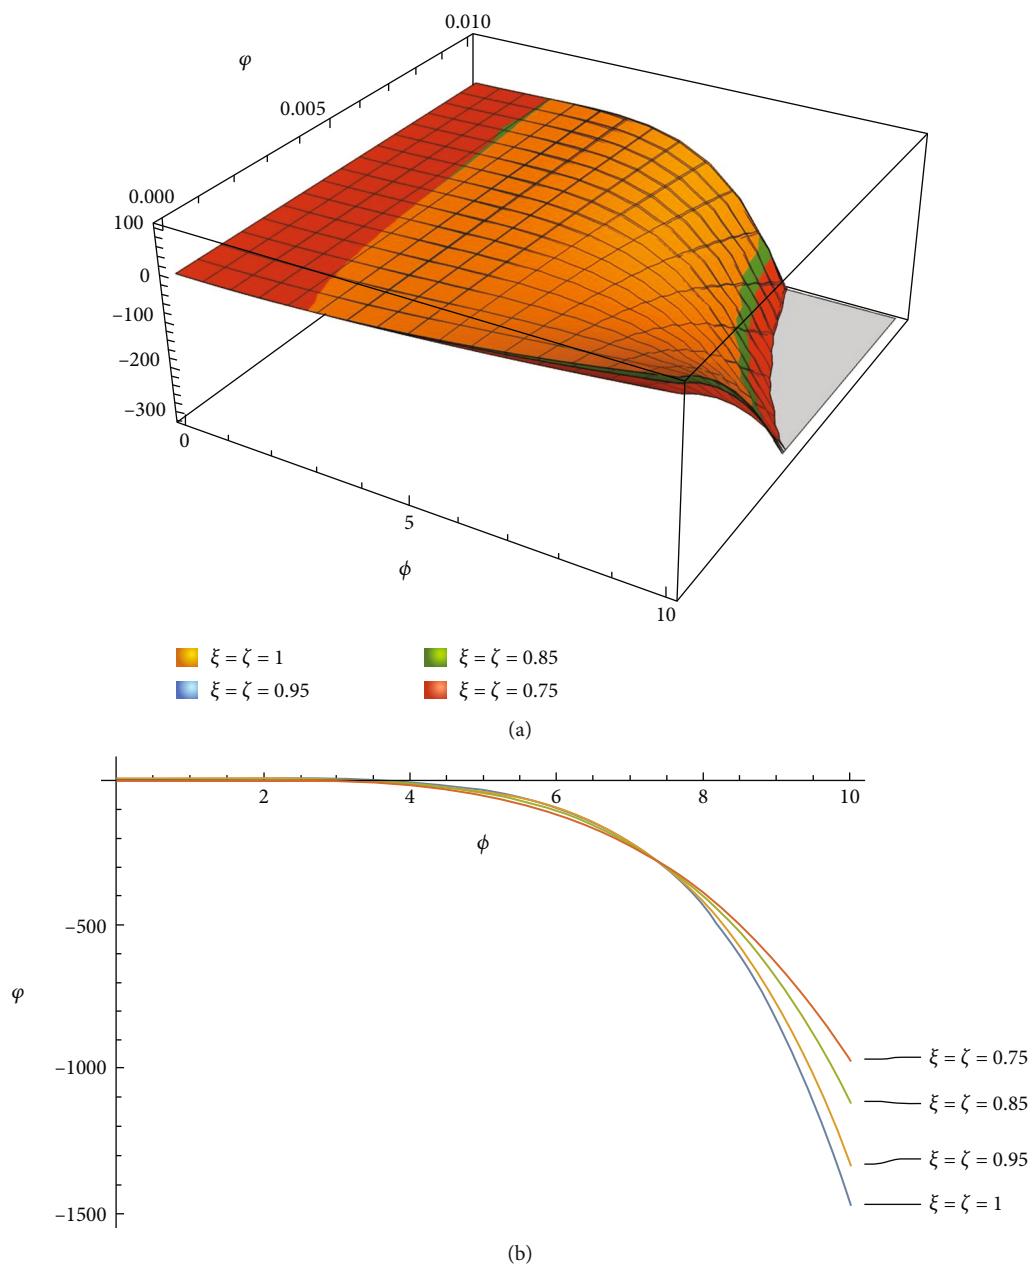 0.010
φ
0.005
0.000
100
0
−100
−200
−300
0
5
ϕ
10
ξ = ζ = 1
ξ = ζ = 0.85
ξ = ζ = 0.95
ξ = ζ = 0.75
(a)
2
4
6
8
10
ϕ
−500
φ
−1000
ξ = ζ = 0.75
ξ = ζ = 0.85
ξ = ζ = 0.95
ξ = ζ = 1
−1500
(b)